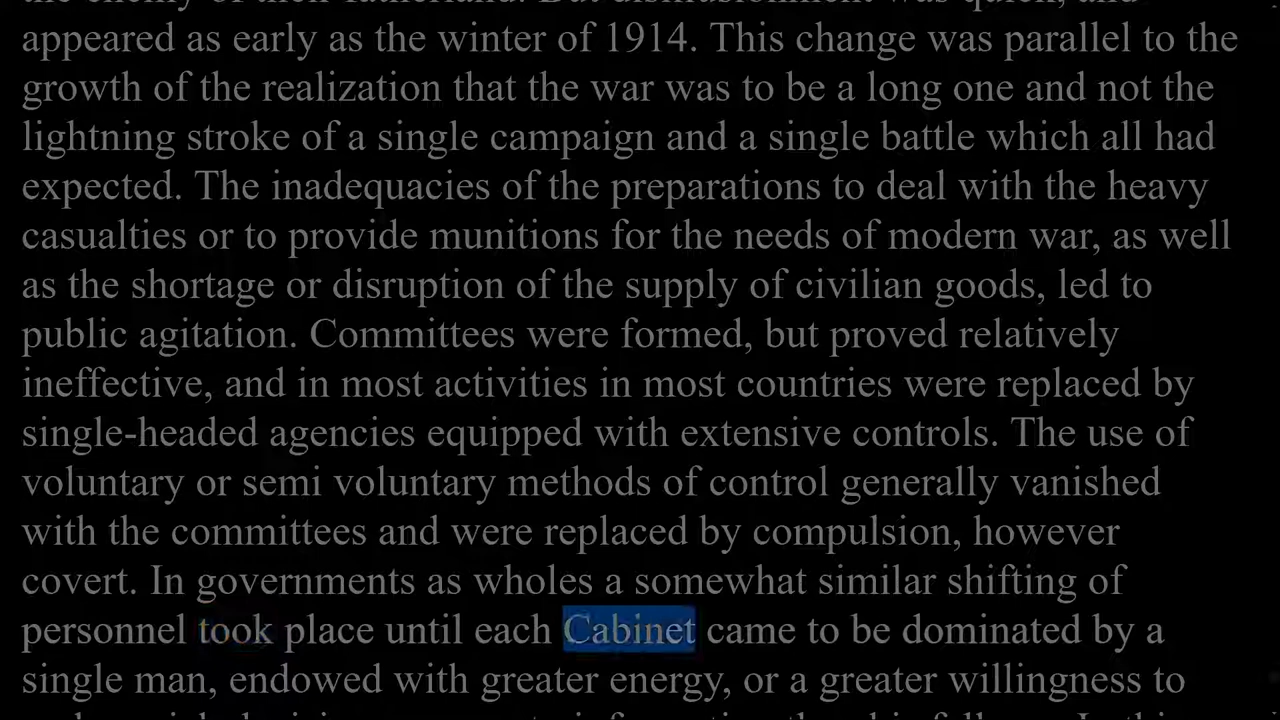 appeared as early as the winter of 1914. This change was parallel to the
growth of the realization that the war was to be a long one and not the
lightning stroke of a single campaign and a single battle which all had
expected. The inadequacies of the preparations to deal with the heavy
casualties or to provide munitions for the needs of modern war, as well
as the shortage or disruption of the supply of civilian goods, led to
public agitation. Committees were formed, but proved relatively
ineffective, and in most activities in most countries were replaced by
single-headed agencies equipped with extensive controls. The use of
voluntary or semi voluntary methods of control generally vanished
with the committees and were replaced by compulsion, however
covert. In governments as wholes a somewhat similar shifting of
personnel took place until each Cabinet came to be dominated by a
single man, endowed with greater energy, or a greater willingness to